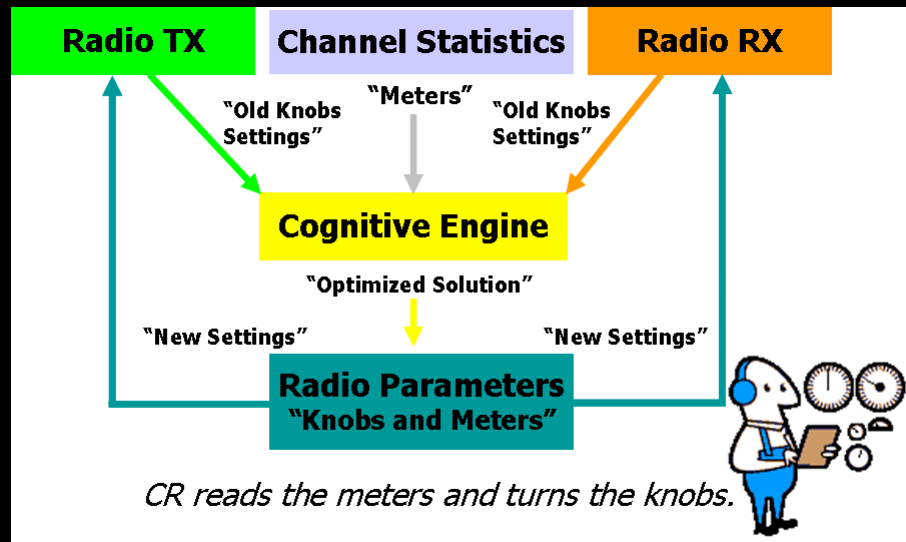 Radio TX
Channel Statistics
Radio RX
“Meters”
“Old Knobs
Settings”
“Old Knobs
Settings”
Cognitive Engine
“Optimized Solution”
“New Settings”
“New Settings”
Radio Parameters
“Knobs and Meters”
CR reads the meters and turns the knobs.